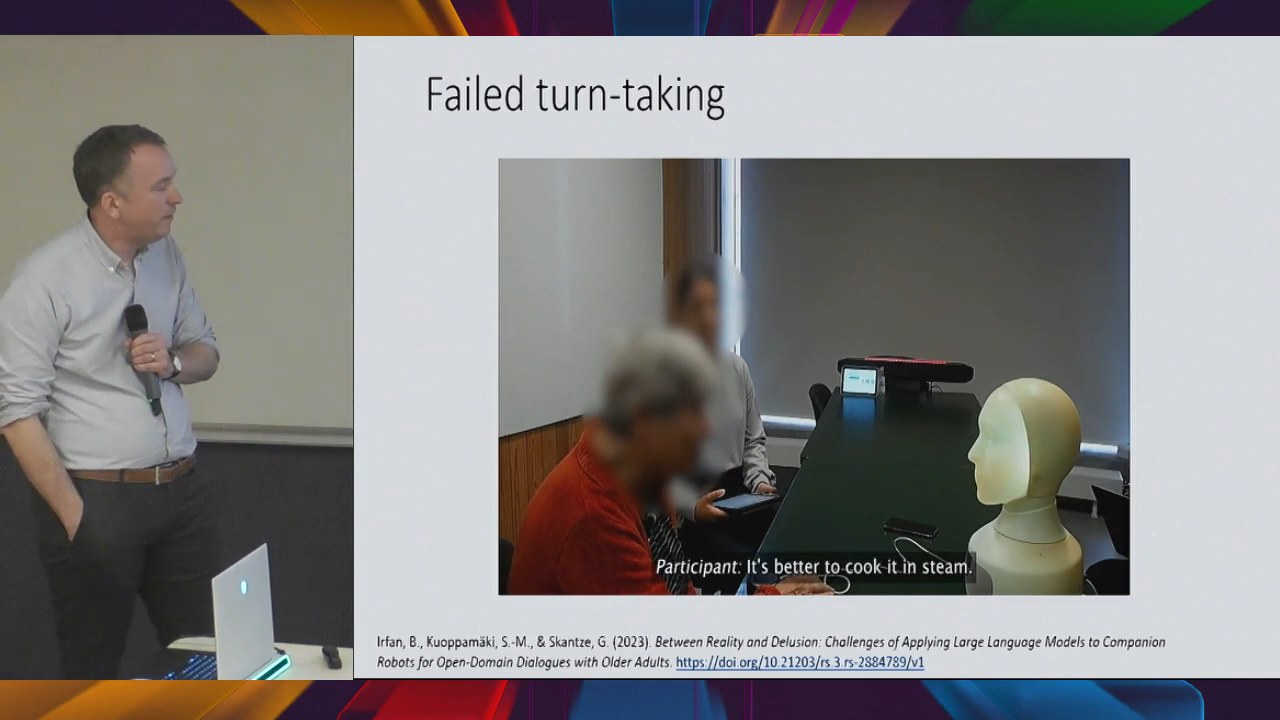 Failed turn-taking
Participant: It's better to cook it in steam.
Irfan, B., Kuoppamäki, S.-M., & Skantze, G. (2023). Between Reality and Delusion: Challenges of Applying Large Language Models to Companion
Robots for Open-Domain Dialogues with Older Adults. https://doi.org/10.21203/rs.3.rs-2884789/v1